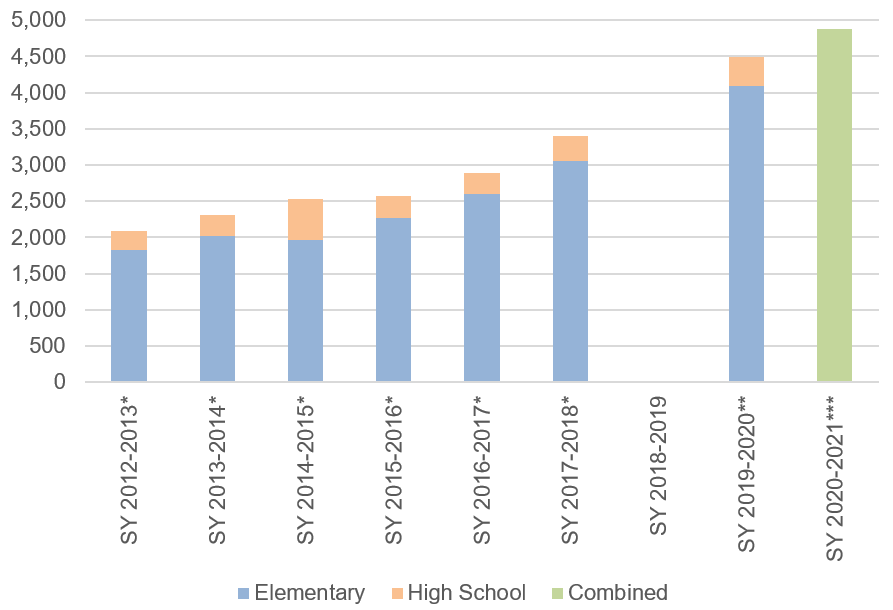 5,000
4,500
4,000
3,500
3,000
2,500
2,000
1,500
1,000
500
0
SY 2012-2013*
SY 2013-2014*
SY 2014-2015*
SY 2015-2016*
SY 2016-2017*
SY 2017-2018*
SY 2018-2019
SY 2019-2020**
SY 2020-2021***
Elementary High School Combined